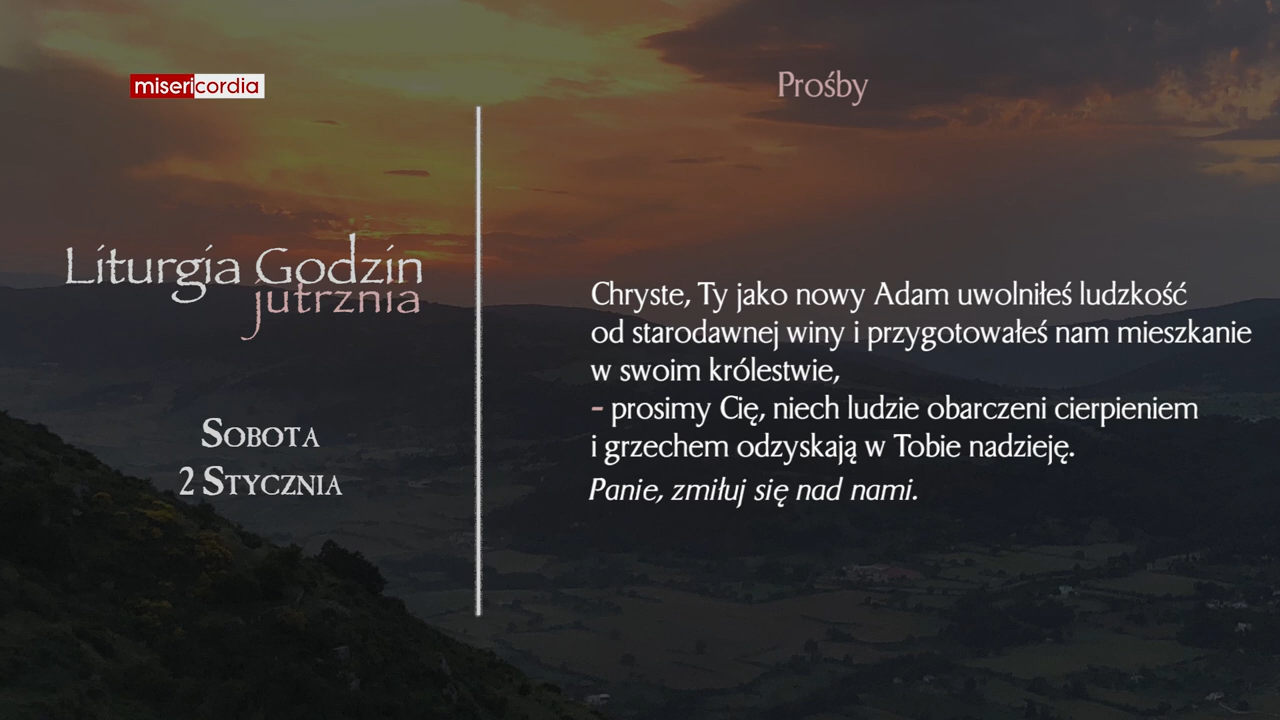 misericordia
Prośby
Liturgia Godzin
jutrznia
Sobota
2 Stycznia
Chryste, Ty jako nowy Adam uwolniłeś ludzkość
od starodawnej winy i przygotowałeś nam mieszkanie
w swoim królestwie,
- prosimy Cię, niech ludzie obarczeni cierpieniem
i grzechem odzyskają w Tobie nadzieję.
Panie, zmiłuj się nad nami.